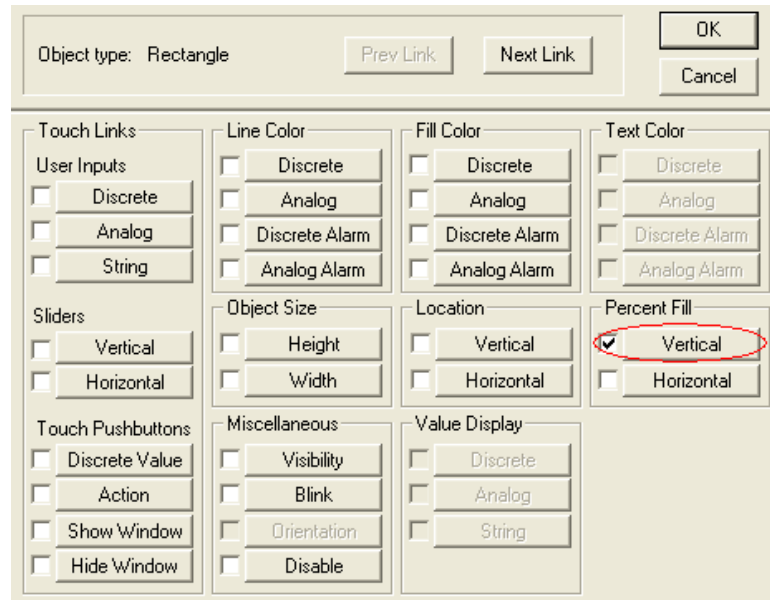 Object type: Rectangle
Prev Link
Next Link
OK
Cancel
Touch Links
User Inputs
Discrete
Analog
String
Sliders
Vertical
Horizontal
Touch Pushbuttons
Discrete Value
Action
Show Window
Hide Window
Line Color
Discrete
Analog
Discrete Alarm
Analog Alarm
Object Size
Height
Width
Miscellaneous
Visibility
Blink
Orientation
Disable
Fill Color
Discrete
Analog
Discrete Alarm
Analog Alarm
Location
Vertical
Horizontal
Value Display
Discrete
Analog
String
Text Color
Discrete
Analog
Discrete Alarm
Analog Alarm
Percent Fill
Vertical
Horizontal